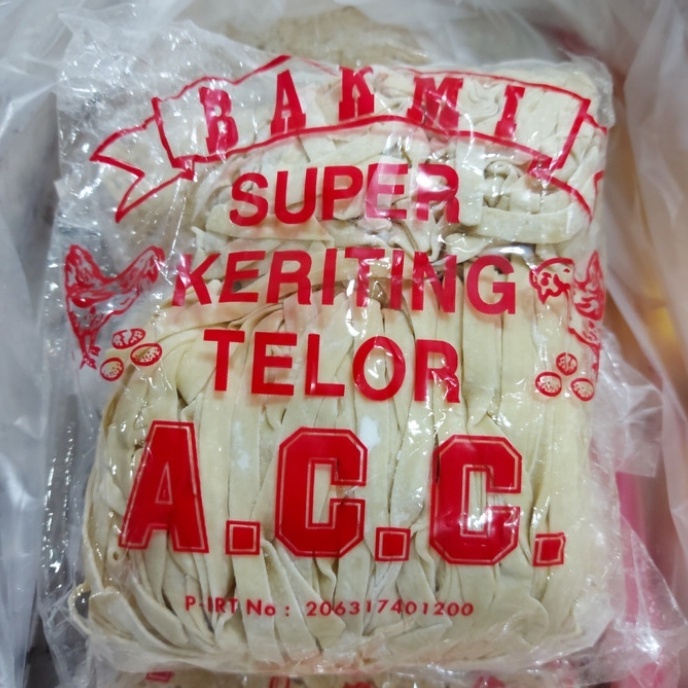 BAKMI
SUPER
KERITING
TELOR
A.C.C.
P-IRT No : 206317401200